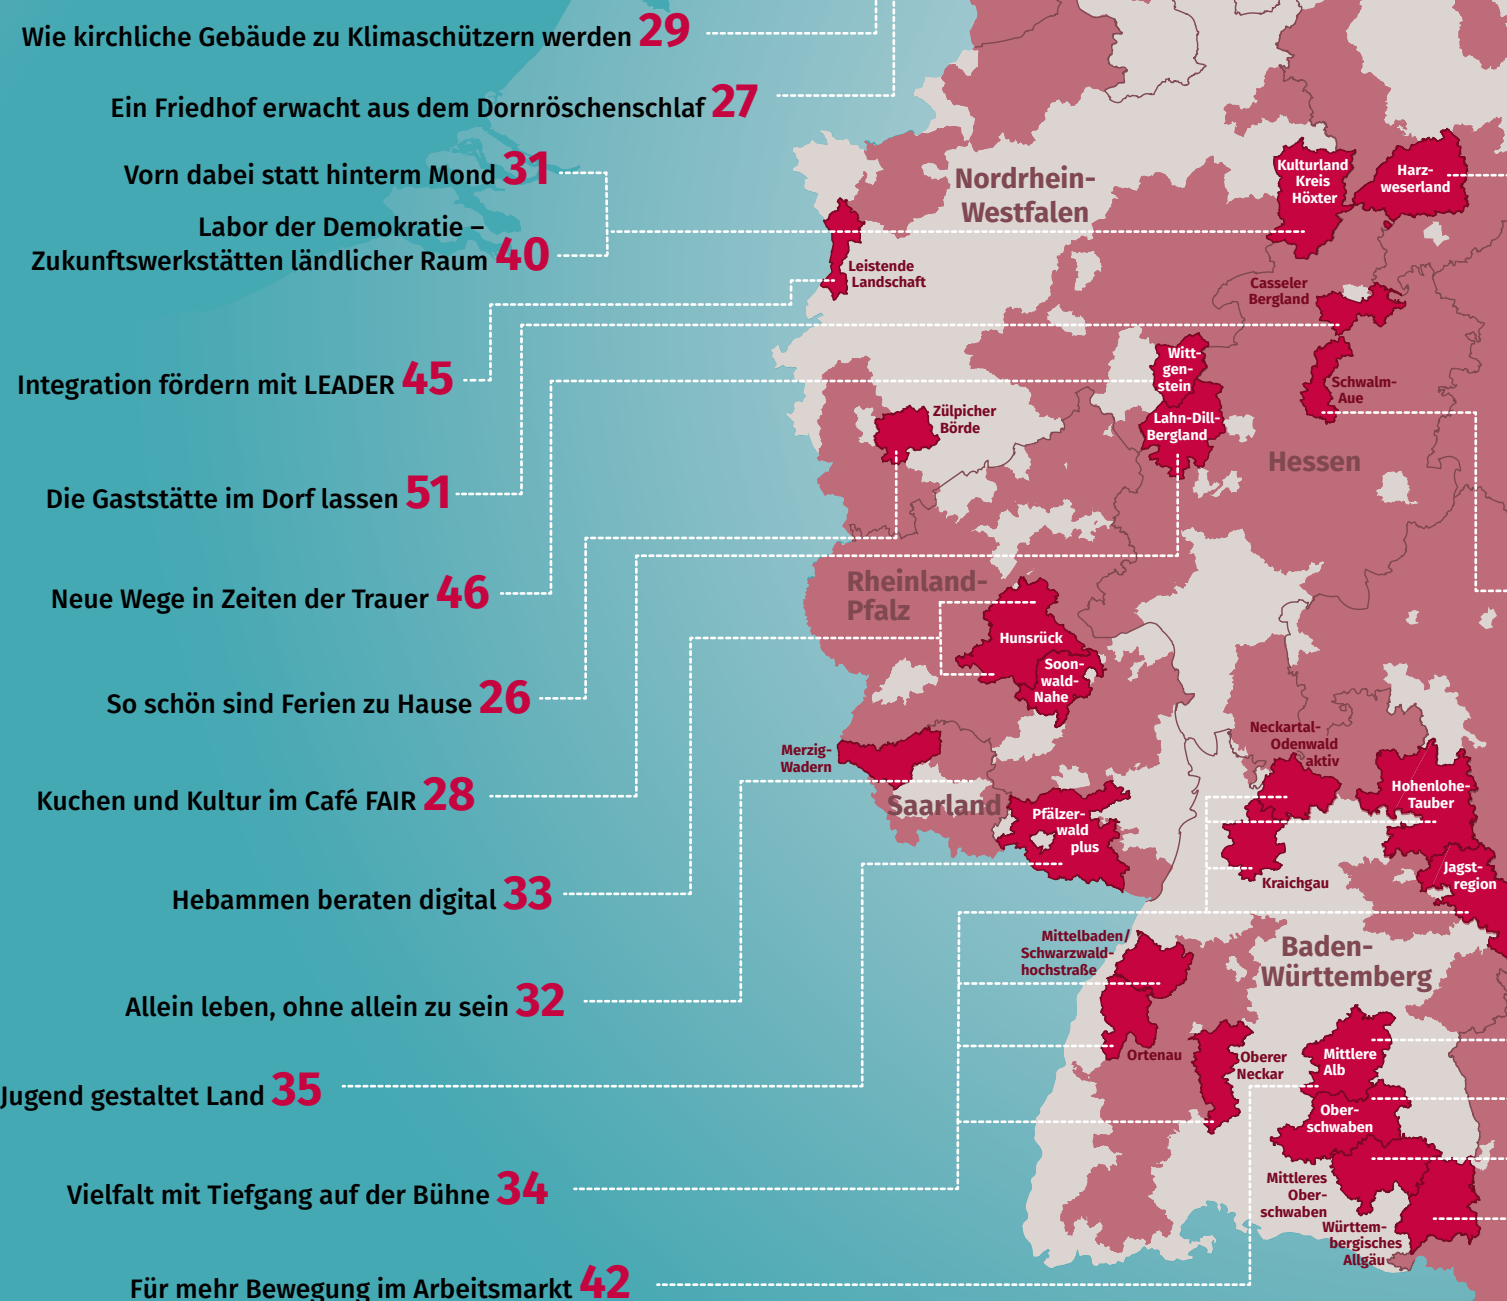 Wie kirchliche Gebäude zu Klimaschützern werden 29
Ein Friedhof erwacht aus dem Dornröschenschlaf 27
Vorn dabei statt hinterm Mond 31
Labor der Demokratie –
Zukunftswerkstätten ländlicher Raum 40
Integration fördern mit LEADER 45
Die Gaststätte im Dorf lassen 51
Neue Wege in Zeiten der Trauer 46
So schön sind Ferien zu Hause 26
Kuchen und Kultur im Café FAIR 28
Hebammen beraten digital 33
Allein leben, ohne allein zu sein 32
Jugend gestaltet Land 35
Vielfalt mit Tiefgang auf der Bühne 34
Für mehr Bewegung im Arbeitsmarkt 42
Nordrhein-
Westfalen
Kulturland
Kreis
Höxter
Harz-
weserland
Leistende
Landschaft
Casseler
Bergland
Witt-
gen-
stein
Schwalm-
Aue
Zülpicher
Börde
Lahn-Dill-
Bergland
Hessen
Rheinland-
Pfalz
Hunsrück
Soon-
wald-
Nahe
Merzig-
Wadern
Saarland
Pfälzer-
wald
plus
Neckartal-
Odenwald
aktiv
Hohenlohe-
Tauber
Kraichgau
Jagst-
region
Mittelbaden/
Schwarzwald-
hochstraße
Baden-
Württemberg
Ortenau
Oberer
Neckar
Mittlere
Alb
Ober-
schwaben
Mittleres
Ober-
schwaben
Württem-
bergisches
Allgäu